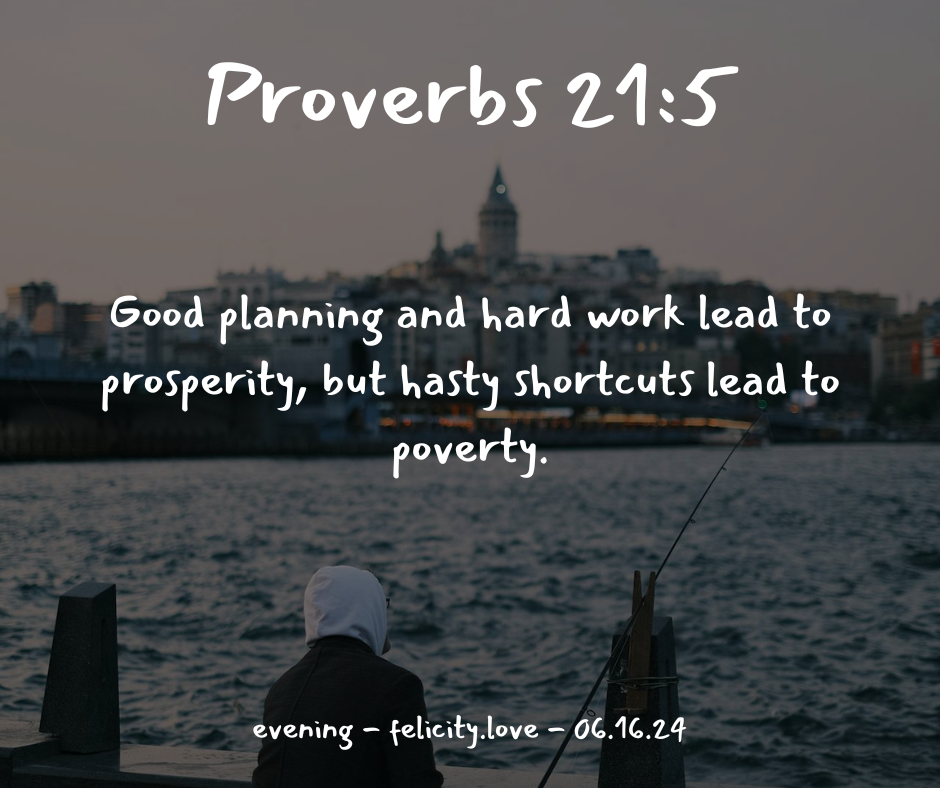 Proverbs 21:5
Good planning and hard work lead to
prosperity, but hasty shortcuts lead to
poverty.
evening – felicity.love – 06.16.24